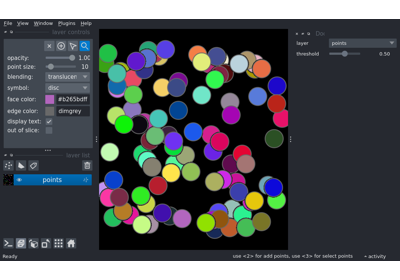 File View Window Plugins Help
layer controls
opacity: 1.00
point size: 10
blending: translucen
symbol: disc
face color: #b265bdff
edge color: dimgrey
display text:
out of slice:
layer list
points
Ready
use <2> for add points, use <3> for select points
activity
layer points
threshold 0.50